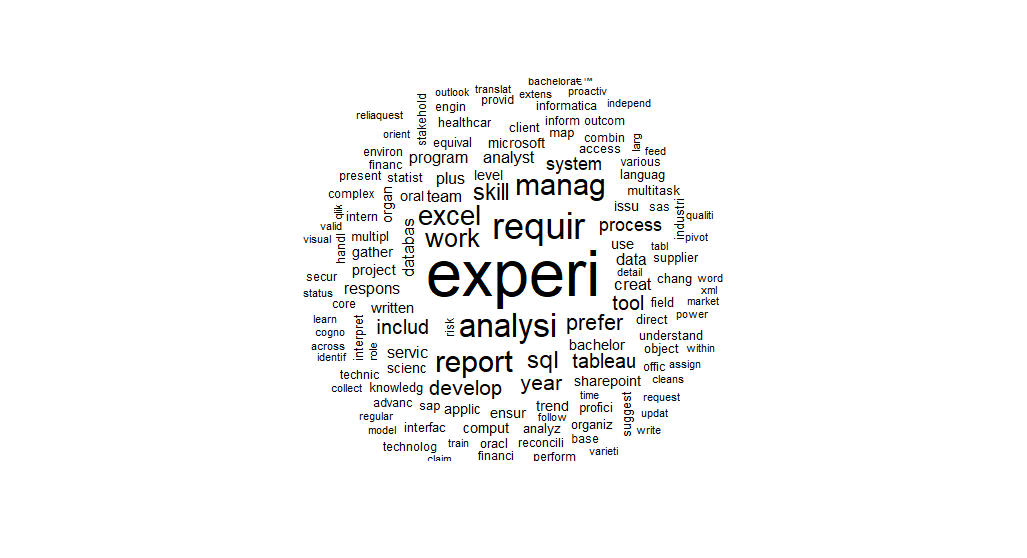 bachelorâ€™
outlook translat extens proactiv
stakehold engin provid informatica independ
reliaquest healthcar client inform outcom
orient map combin lang
equival microsoft access feed
environ program analyst system various
financ
present statist plus level languag
complex organ oral team skill manag multitask
qlik intern excel issu sas industri qualiti
valid requir process
visual handl multipl databas work use tabl pivot
gather data supplier
secur project experi detail chang word
status respons creat xml
core written tool field market
learn interpret includ risk analysi prefer direct power
cogno understand
across role servic bachelor object within
identif report sql tableau
technic scienc offic assign
collect knowledg develop year sharepoint cleans
advanc sap applic trend time request
regular ensur follow profici suggest updat
model interfac comput analyz organiz write
technolog train oracl reconcili base
claim financi perform varieti